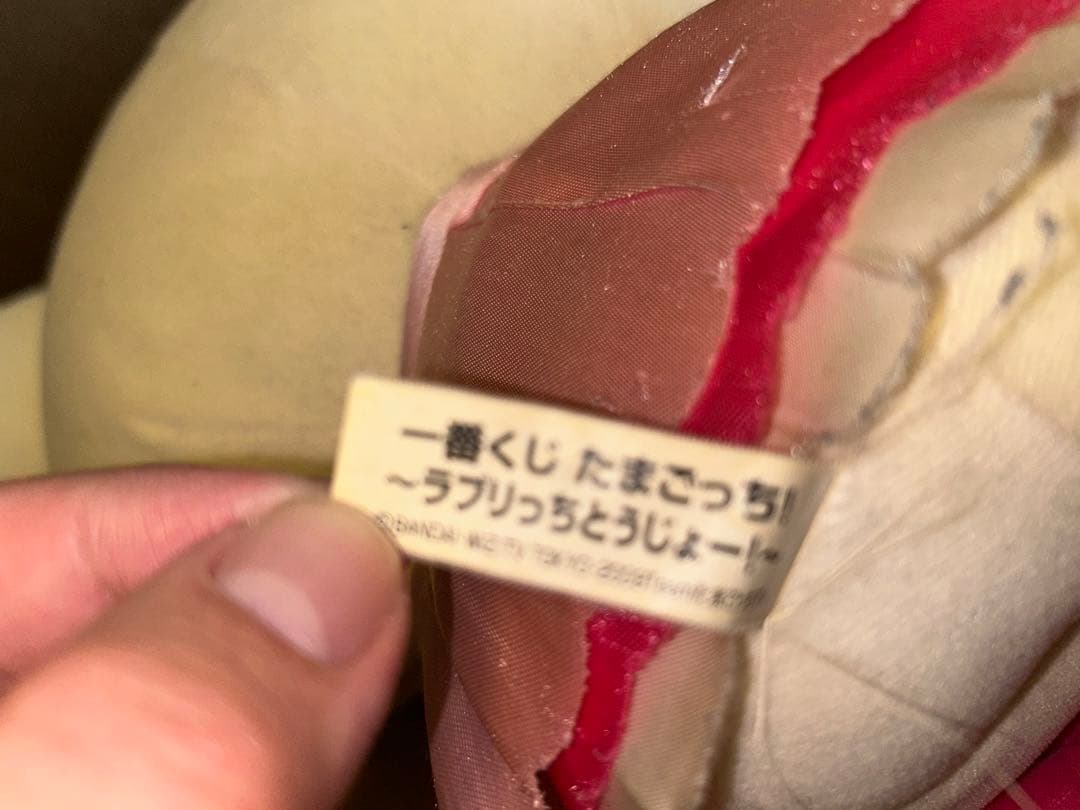 一番くじ たまごっち!
〜ラブリっちとうじょー!〜
©BANDAI・WiZ/TV TOKYO・